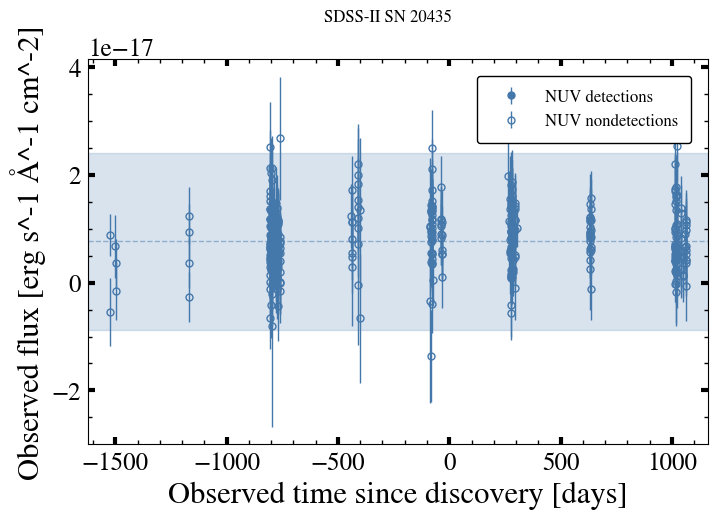 SDSS-II SN 20435
1e−17
4
2
0
−2
Observed flux [erg s^-1 Å^-1 cm^-2]
NUV detections
NUV nondetections
−1500 −1000 −500 0 500 1000
Observed time since discovery [days]